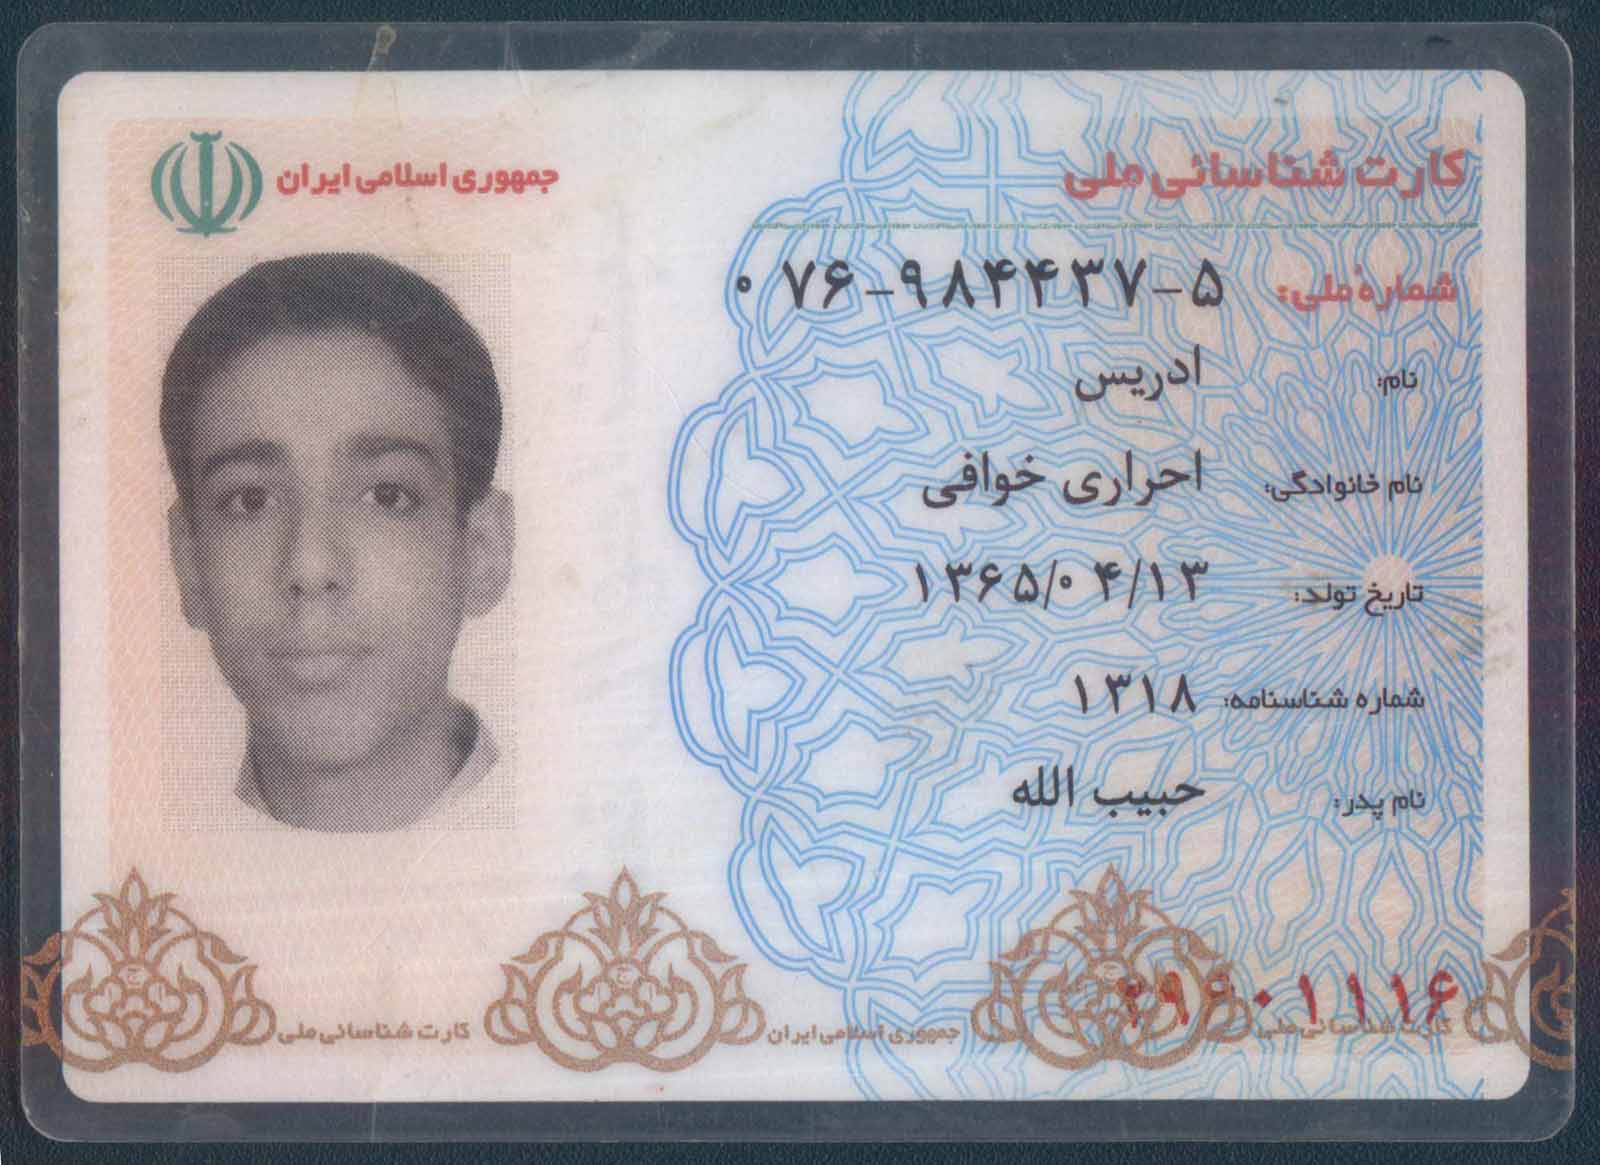 جمهوری اسلامی ایران
کارت شناسائی ملی
شماره ملی: ۰۷۶-۹۸۴۴۳۷-۵
نام: ادریس
نام خانوادگی: احراری خوافی
تاریخ تولد: ۱۳۶۵/۰۴/۱۳
شماره شناسنامه: ۱۳۱۸
نام پدر: حبیب الله
کارت شناسائی ملی
جمهوری اسلامی ایران
کارت شناسائی ملی